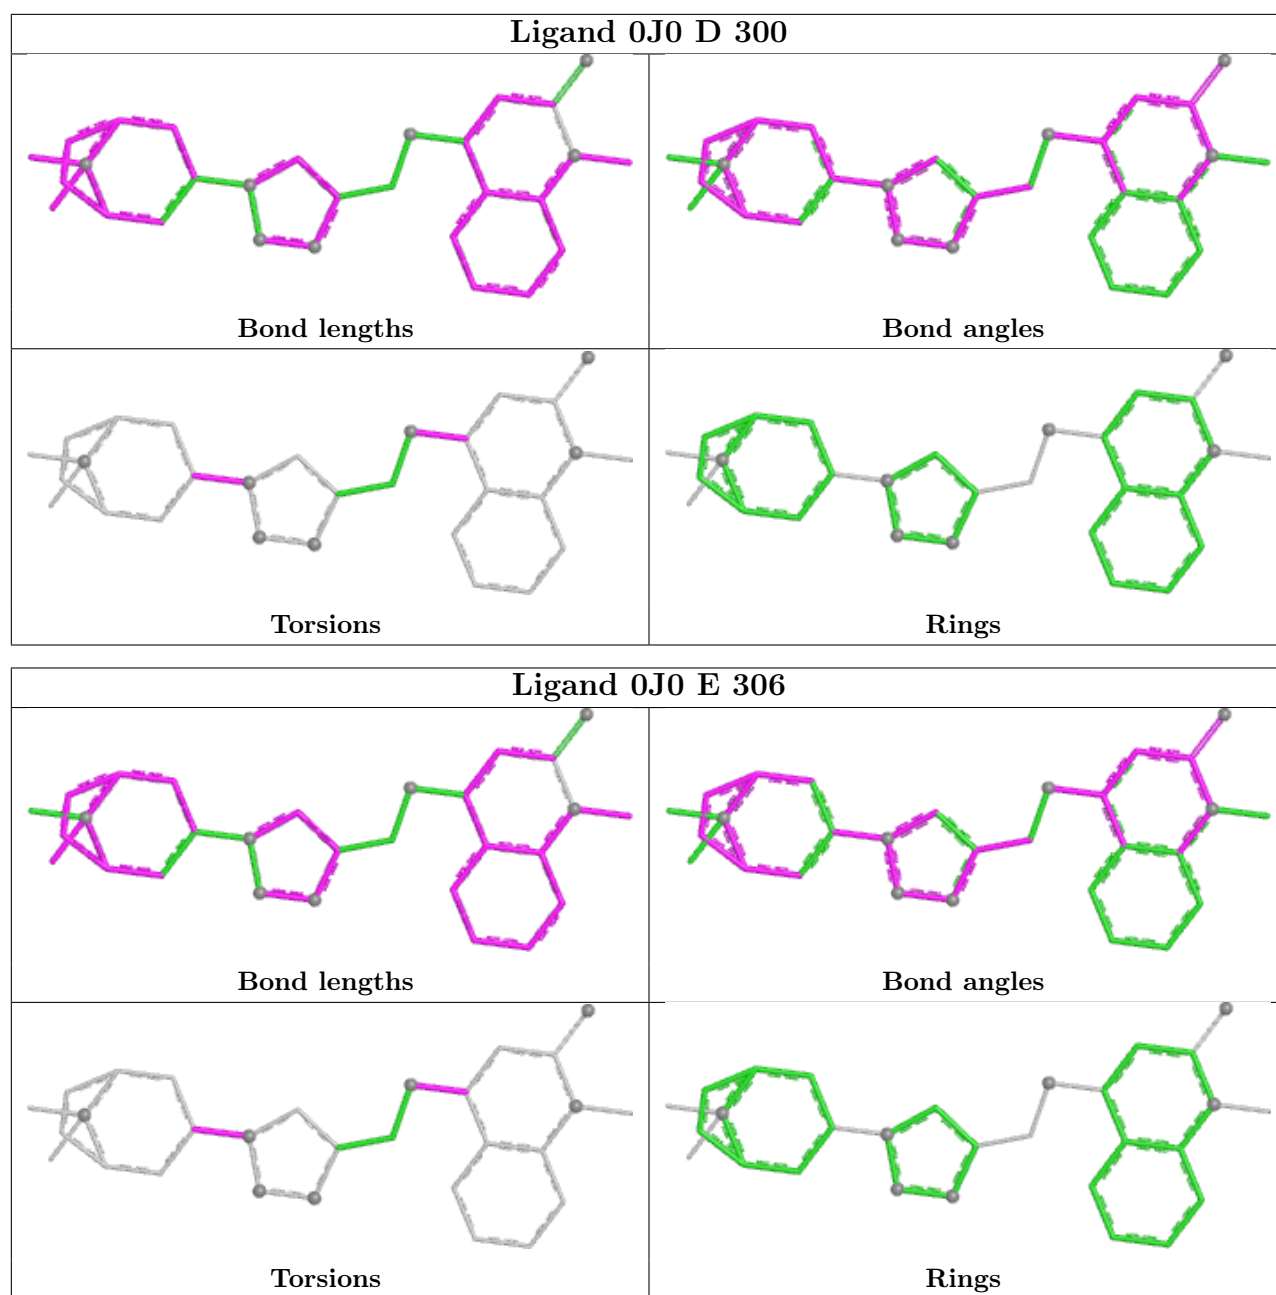 Ligand 0J0 D 300
Bond lengths
Bond angles
Torsions
Rings
Ligand 0J0 E 306
Bond lengths
Bond angles
Torsions
Rings